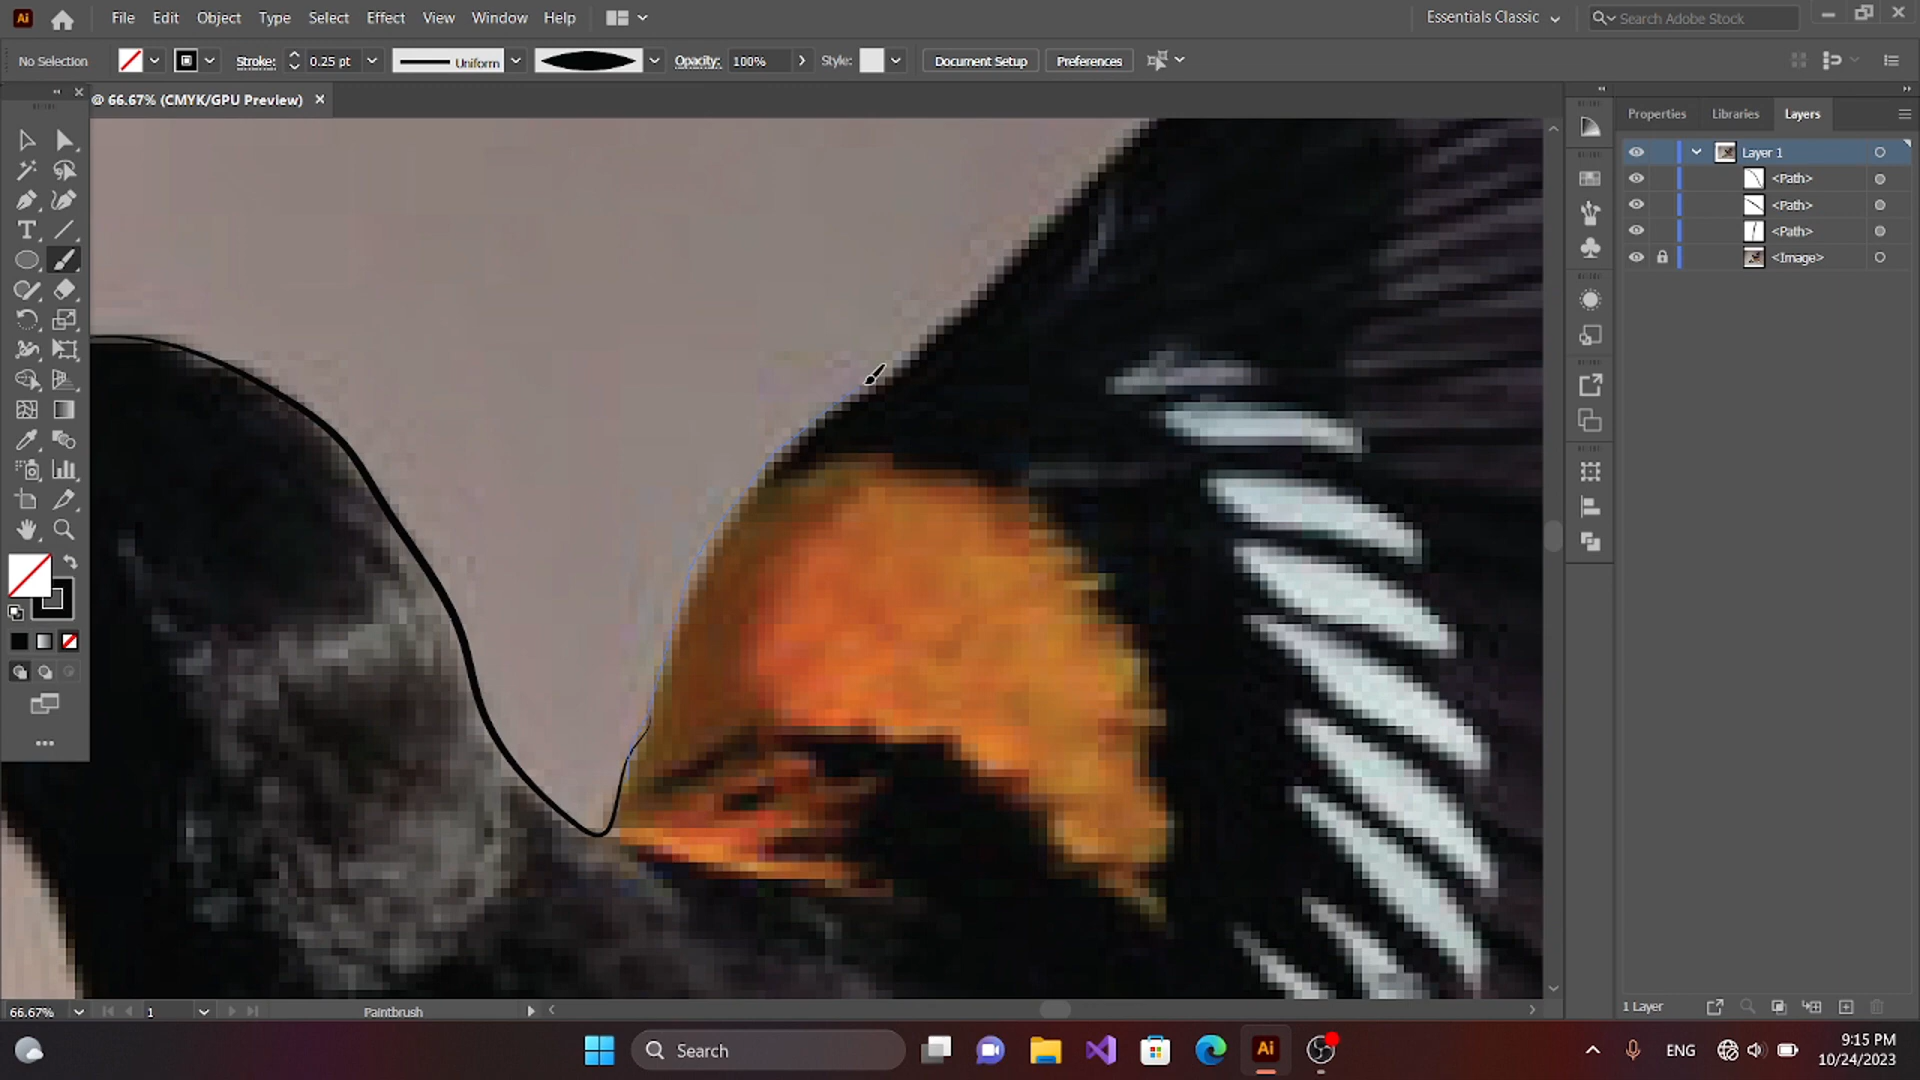 Ai File Edit Object Type Select Effect View Window Help Essentials Classic Search Adobe Stock
No Selection Stroke: 0.25 pt Uniform Opacity: 100% Style: Document Setup Preferences
@ 66.67% (CMYK/GPU Preview) ×
Properties Libraries Layers
Layer 1
<Path>
<Path>
<Path>
<Image>
66.67% 1 Paintbrush 1 Layer
Search Ai ENG 9:15 PM
10/24/2023